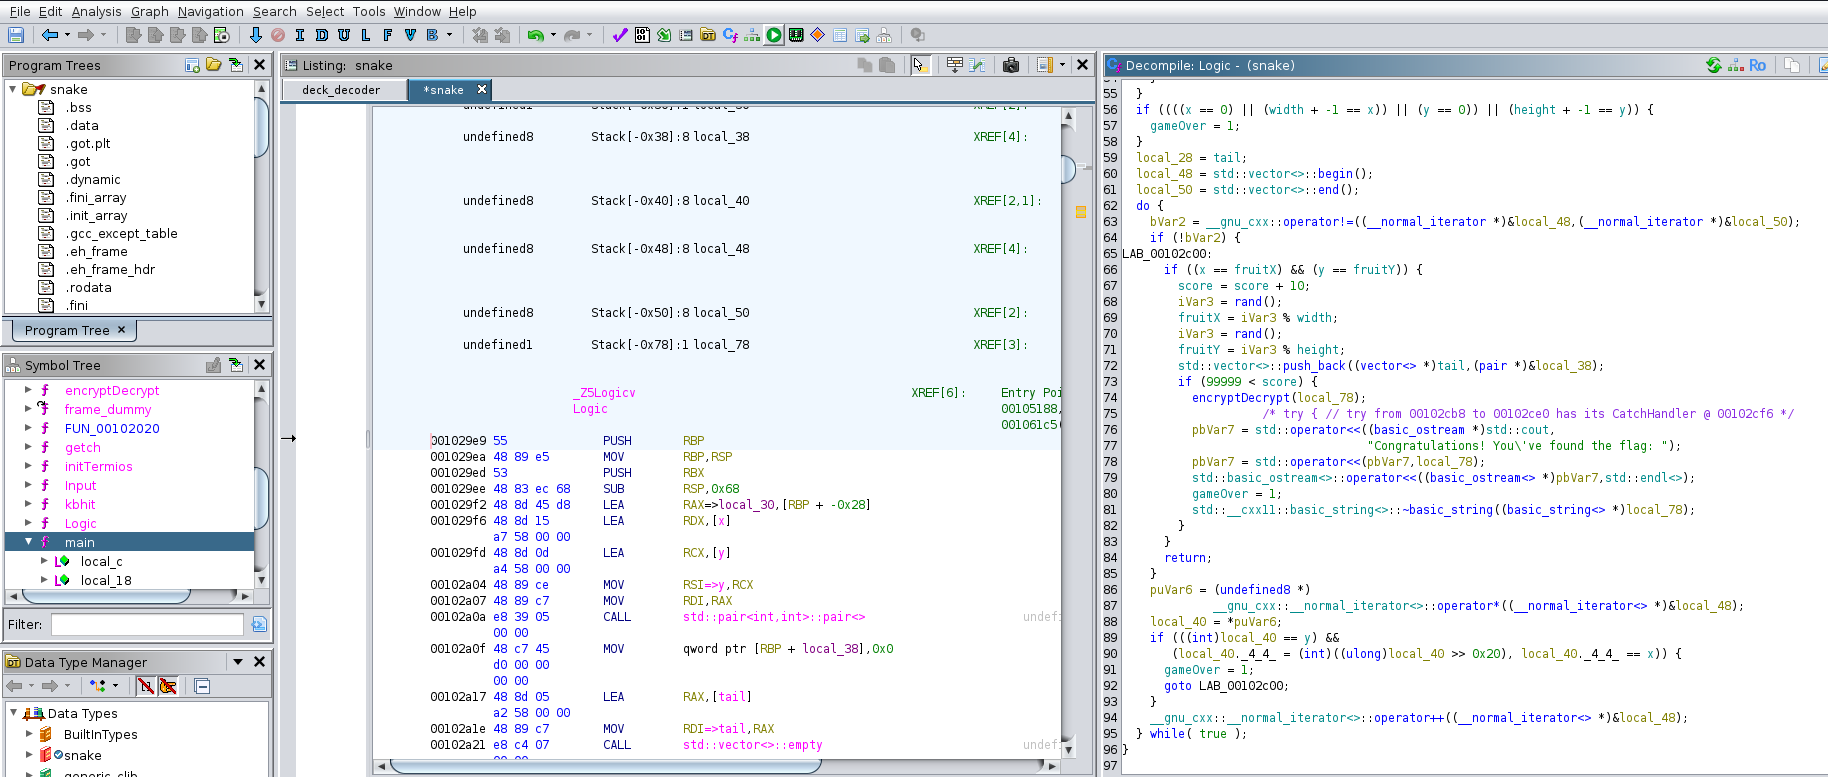 File Edit Analysis Graph Navigation Search Select Tools Window Help
I D U L F V B
Program Trees
snake
.bss
.data
.got.plt
.got
.dynamic
.fini_array
.init_array
.gcc_except_table
.eh_frame
.eh_frame_hdr
.rodata
.fini
Program Tree
Symbol Tree
encryptDecrypt
frame_dummy
FUN_00102020
getch
initTermios
Input
kbhit
Logic
main
local_c
local_18
Filter:
Data Type Manager
Data Types
BuiltInTypes
snake
generic_clib
Listing: snake
deck_decoder
*snake
undefined8 Stack[-0x38]:8 local_38 XREF[4]:
undefined8 Stack[-0x40]:8 local_40 XREF[2,1]:
undefined8 Stack[-0x48]:8 local_48 XREF[4]:
undefined8 Stack[-0x50]:8 local_50 XREF[2]:
undefined1 Stack[-0x78]:1 local_78 XREF[3]:
_Z5Logicv XREF[6]: Entry Poi
Logic 00105188,
001061c5(
001029e9 55 PUSH RBP
001029ea 48 89 e5 MOV RBP,RSP
001029ed 53 PUSH RBX
001029ee 48 83 ec 68 SUB RSP,0x68
001029f2 48 8d 45 d8 LEA RAX=>local_30,[RBP + -0x28]
001029f6 48 8d 15 LEA RDX,[x]
a7 58 00 00
001029fd 48 8d 0d LEA RCX,[y]
a4 58 00 00
00102a04 48 89 ce MOV RSI=>y,RCX
00102a07 48 89 c7 MOV RDI,RAX
00102a0a e8 39 05 CALL std::pair<int,int>::pair<> undefi
00 00
00102a0f 48 c7 45 MOV qword ptr [RBP + local_38],0x0
d0 00 00
00 00
00102a17 48 8d 05 LEA RAX,[tail]
a2 58 00 00
00102a1e 48 89 c7 MOV RDI=>tail,RAX
00102a21 e8 c4 07 CALL std::vector<>::empty undefi
Decompile: Logic - (snake)
Ro
55 }
56 if ((((x == 0) || (width + -1 == x)) || (y == 0)) || (height + -1 == y)) {
57 gameOver = 1;
58 }
59 local_28 = tail;
60 local_48 = std::vector<>::begin();
61 local_50 = std::vector<>::end();
62 do {
63 bVar2 = __gnu_cxx::operator!=((__normal_iterator *)&local_48,(__normal_iterator *)&local_50);
64 if (!bVar2) {
65 LAB_00102c00:
66 if ((x == fruitX) && (y == fruitY)) {
67 score = score + 10;
68 iVar3 = rand();
69 fruitX = iVar3 % width;
70 iVar3 = rand();
71 fruitY = iVar3 % height;
72 std::vector<>::push_back((vector<> *)tail,(pair *)&local_38);
73 if (99999 < score) {
74 encryptDecrypt(local_78);
75 /* try { // try from 00102cb8 to 00102ce0 has its CatchHandler @ 00102cf6 */
76 pbVar7 = std::operator<<((basic_ostream *)std::cout,
77 "Congratulations! You\'ve found the flag: ");
78 pbVar7 = std::operator<<(pbVar7,local_78);
79 std::basic_ostream<>::operator<<((basic_ostream<> *)pbVar7,std::endl<>);
80 gameOver = 1;
81 std::__cxx11::basic_string<>::~basic_string((basic_string<> *)local_78);
82 }
83 }
84 return;
85 }
86 puVar6 = (undefined8 *)
87 __gnu_cxx::__normal_iterator<>::operator*((__normal_iterator<> *)&local_48);
88 local_40 = *puVar6;
89 if (((int)local_40 == y) &&
90 (local_40._4_4_ = (int)((ulong)local_40 >> 0x20), local_40._4_4_ == x)) {
91 gameOver = 1;
92 goto LAB_00102c00;
93 }
94 __gnu_cxx::__normal_iterator<>::operator++((__normal_iterator<> *)&local_48);
95 } while( true );
96 }
97